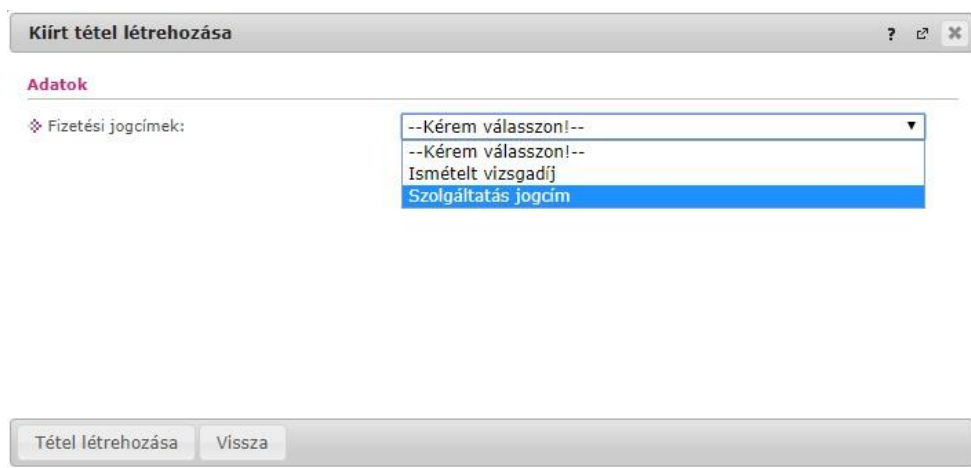 Kiírt tétel létrehozása ?
Adatok
Fizetési jogcímek: --Kérem válasszon!--
--Kérem válasszon!--
Ismételt vizsgadíj
Szolgáltatás jogcím
Tétel létrehozása Vissza